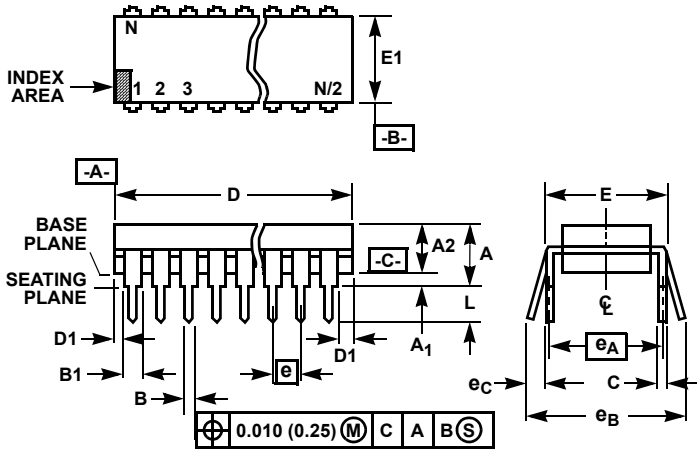 N
E1
INDEX
AREA
1 2 3 N/2
-B-
-A-
D
E
BASE
PLANE
A2
A
-C-
SEATING
PLANE
L
℄
D1
A1
D1
eA
B1
e
eC
C
B
eB
0.010 (0.25) Ⓜ C A B Ⓢ